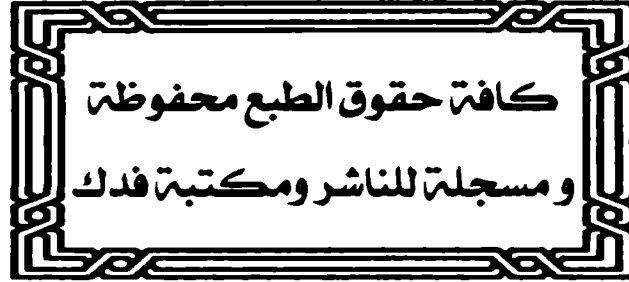 كافة حقوق الطبع محفوظة
و مسجلة للناشر ومكتبة فدك